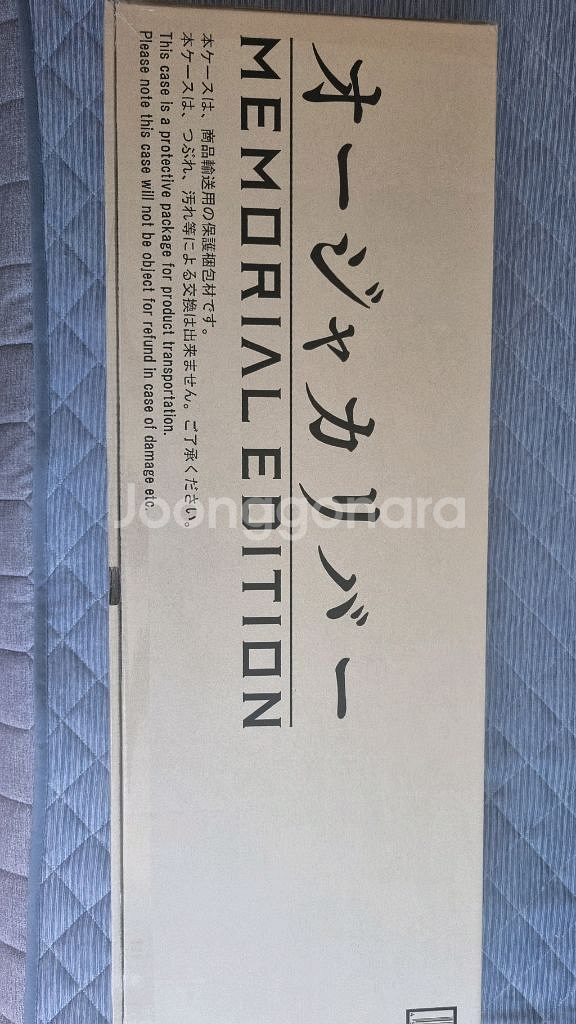 オージャカリバー
MEMORIAL EDITION
本ケースは、商品輸送用の保護梱包材です。
本ケースは、つぶれ、汚れ等による交換は出来ません。ご了承ください。
This case is a protective package for product transportation.
Please note this case will not be object for refund in case of damage etc.
Joonggonara